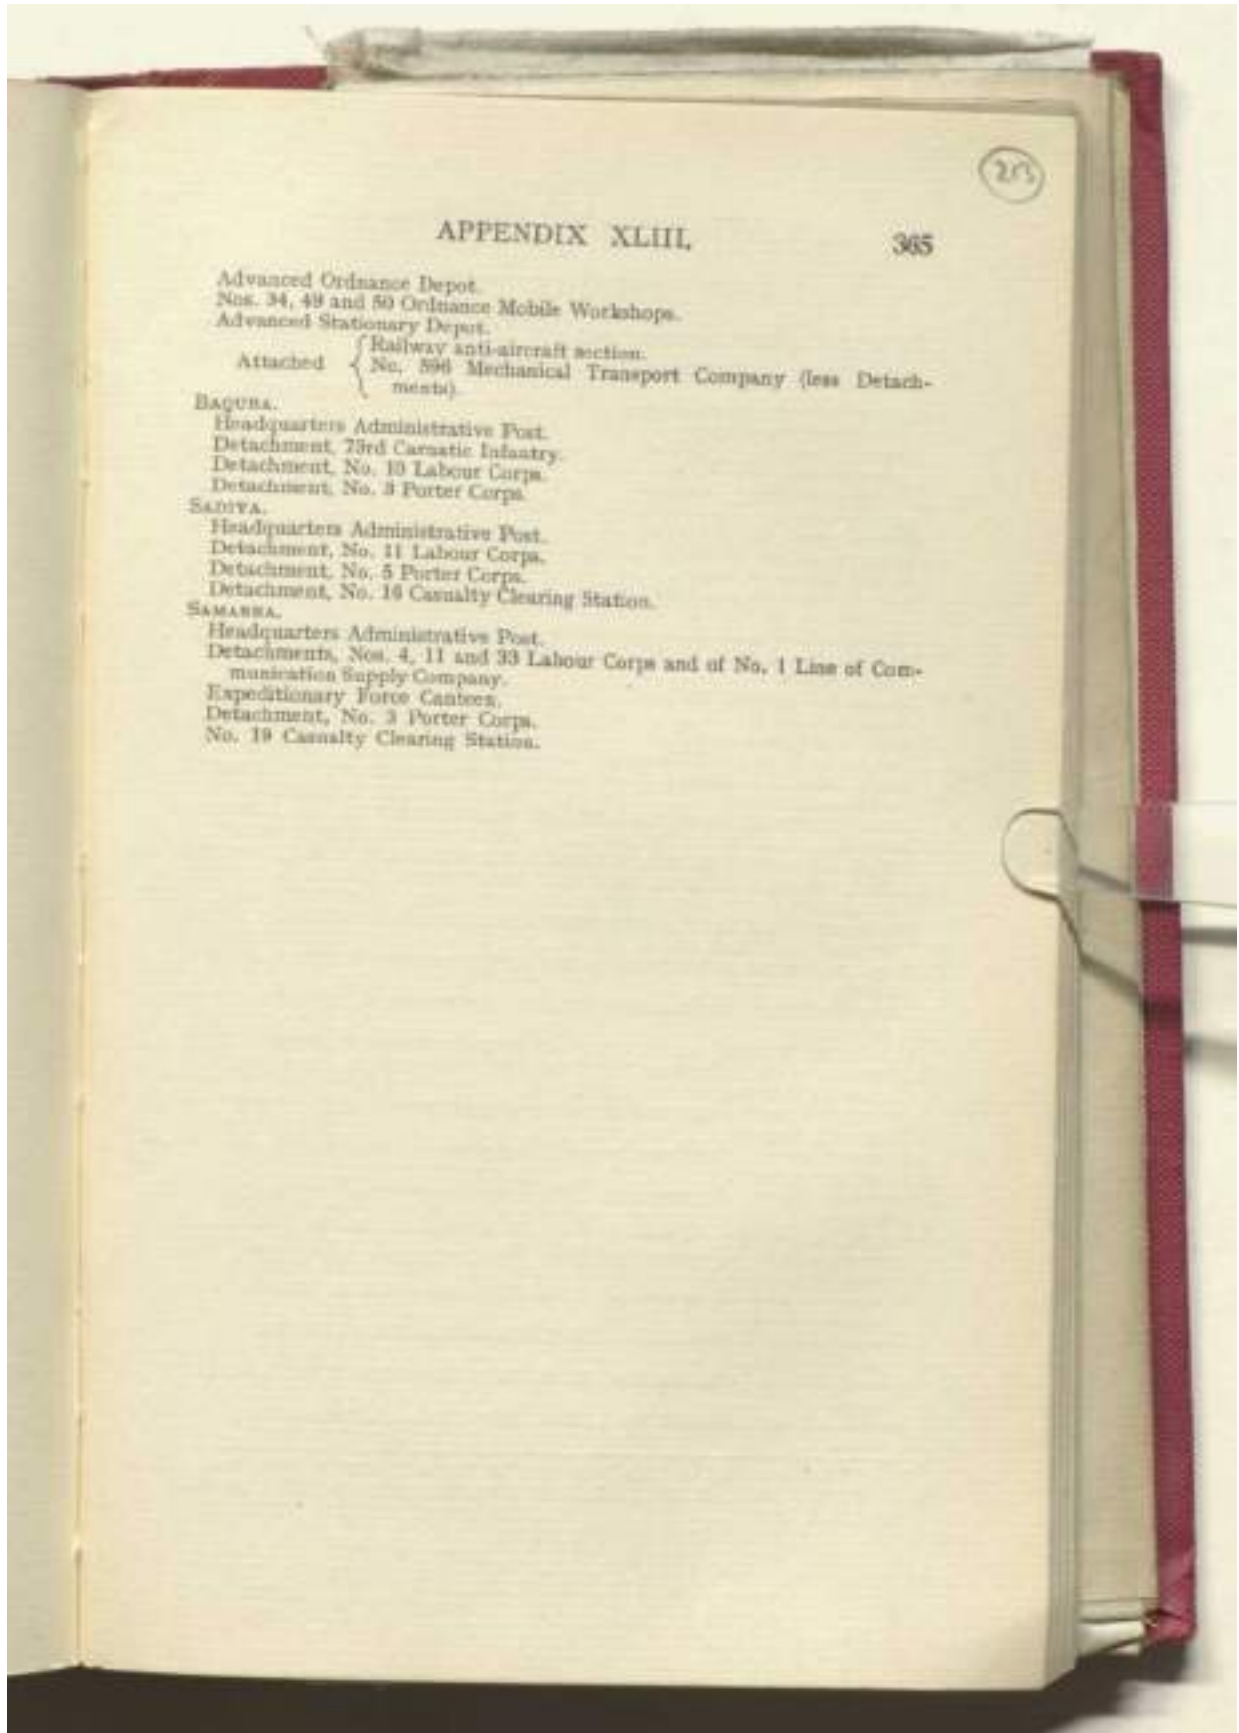 213
APPENDIX XLIII.
365
Advanced Ordnance Depot.
Nos. 34, 49 and 50 Ordnance Mobile Workshops.
Advanced Stationary Depot.
Attached
Railway anti-aircraft section.
No. 596 Mechanical Transport Company (less Detach-
ments).
BAQUBA.
Headquarters Administrative Post.
Detachment, 73rd Carnatic Infantry.
Detachment, No. 10 Labour Corps.
Detachment, No. 3 Porter Corps.
SADIYA.
Headquarters Administrative Post.
Detachment, No. 11 Labour Corps.
Detachment, No. 5 Porter Corps.
Detachment, No. 16 Casualty Clearing Station.
SAMARRA.
Headquarters Administrative Post.
Detachments, Nos. 4, 11 and 33 Labour Corps and of No. 1 Line of Com-
munication Supply Company.
Expeditionary Force Canteen.
Detachment, No. 3 Porter Corps.
No. 19 Casualty Clearing Station.